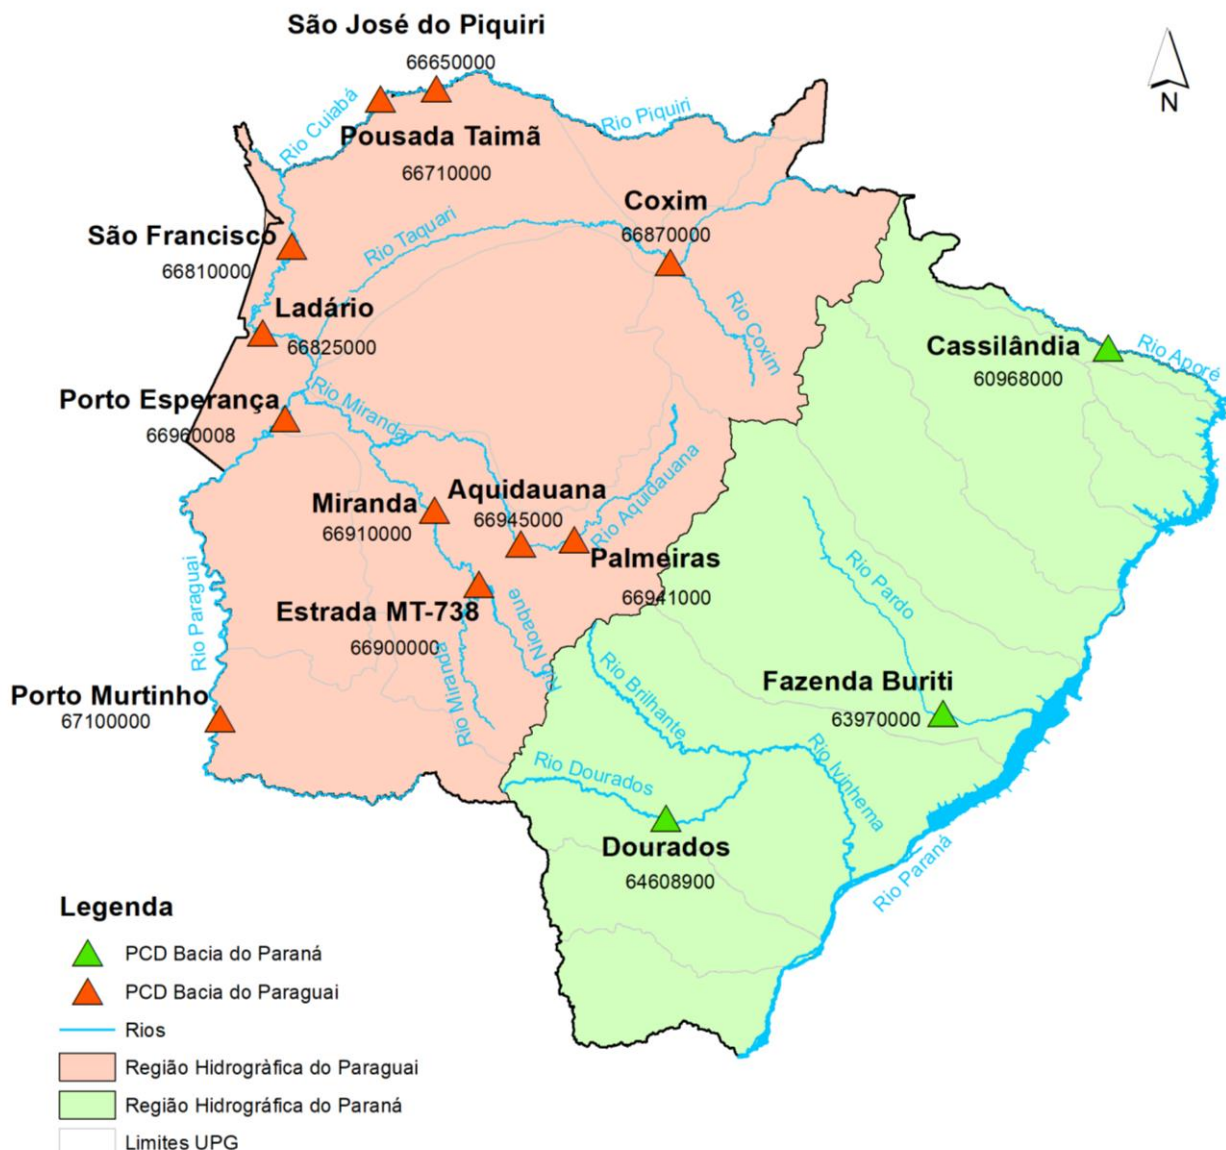 São José do Piquiri
66650000
N
Rio Cuiabá
Rio Piquiri
Pousada Taimã
66710000
Coxim
66870000
São Francisco
66810000
Rio Taquari
Ladário
66825000
Rio Coxim
Cassilândia
60968000
Rio Aporé
Porto Esperança
66960008
Rio Miranda
Miranda
66910000
Aquidauana
66945000
Rio Aquidauana
Palmeiras
66941000
Rio Pardo
Rio Paraguai
Estrada MT-738
66900000
Rio Nioaque
Rio Miranda
Rio Brilhante
Fazenda Buriti
63970000
Porto Murtinho
67100000
Rio Dourados
Rio Ivinhema
Dourados
64608900
Rio Paraná
Legenda
PCD Bacia do Paraná
PCD Bacia do Paraguai
Rios
Região Hidrogràfica do Paraguai
Região Hidrográfica do Paraná
Limites UPG